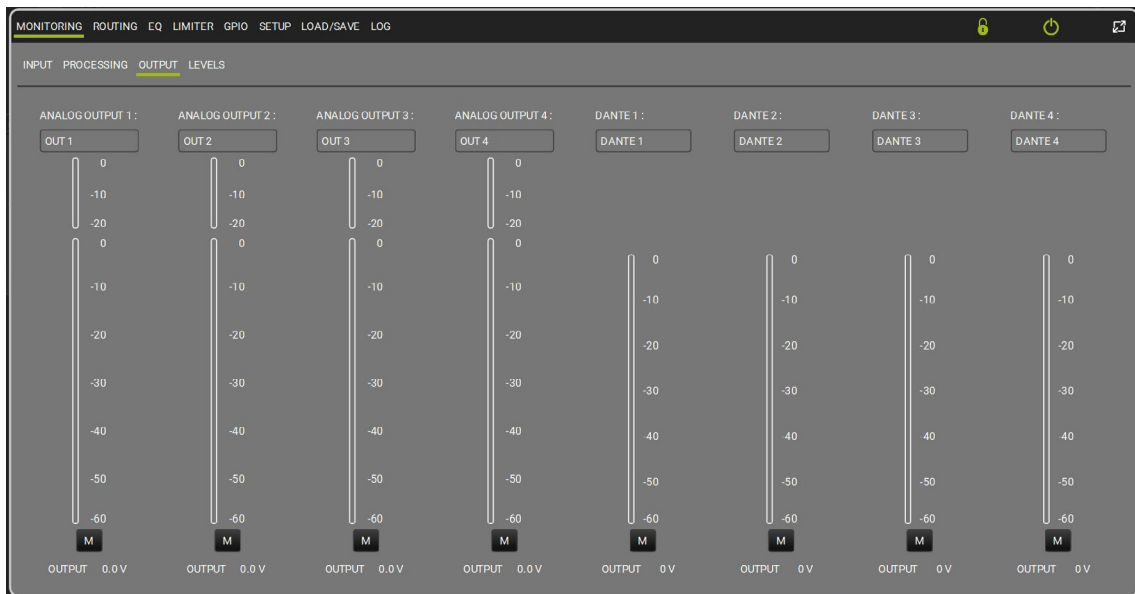 MONITORING ROUTING EQ LIMITER GPIO SETUP LOAD/SAVE LOG
INPUT PROCESSING OUTPUT LEVELS
ANALOG OUTPUT 1 : ANALOG OUTPUT 2 : ANALOG OUTPUT 3 : ANALOG OUTPUT 4 : DANTE 1 : DANTE 2 : DANTE 3 : DANTE 4 :
OUT 1 OUT 2 OUT 3 OUT 4 DANTE 1 DANTE 2 DANTE 3 DANTE 4
0 0 0 0
-10 -10 -10 -10
-20 -20 -20 -20
0 0 0 0
0 0 0 0
-10 -10 -10 -10
-10 -10 -10 -10
-20 -20 -20 -20
-20 -20 -20 -20
-30 -30 -30 -30
-30 -30 -30 -30
-40 -40 -40 -40
-40 -40 -40 -40
-50 -50 -50 -50 -50 -50 -50 -50
-60 -60 -60 -60 -60 -60 -60 -60
M M M M M M M M
OUTPUT 0.0 V OUTPUT 0.0 V OUTPUT 0.0 V OUTPUT 0.0 V OUTPUT 0 V OUTPUT 0 V OUTPUT 0 V OUTPUT 0 V